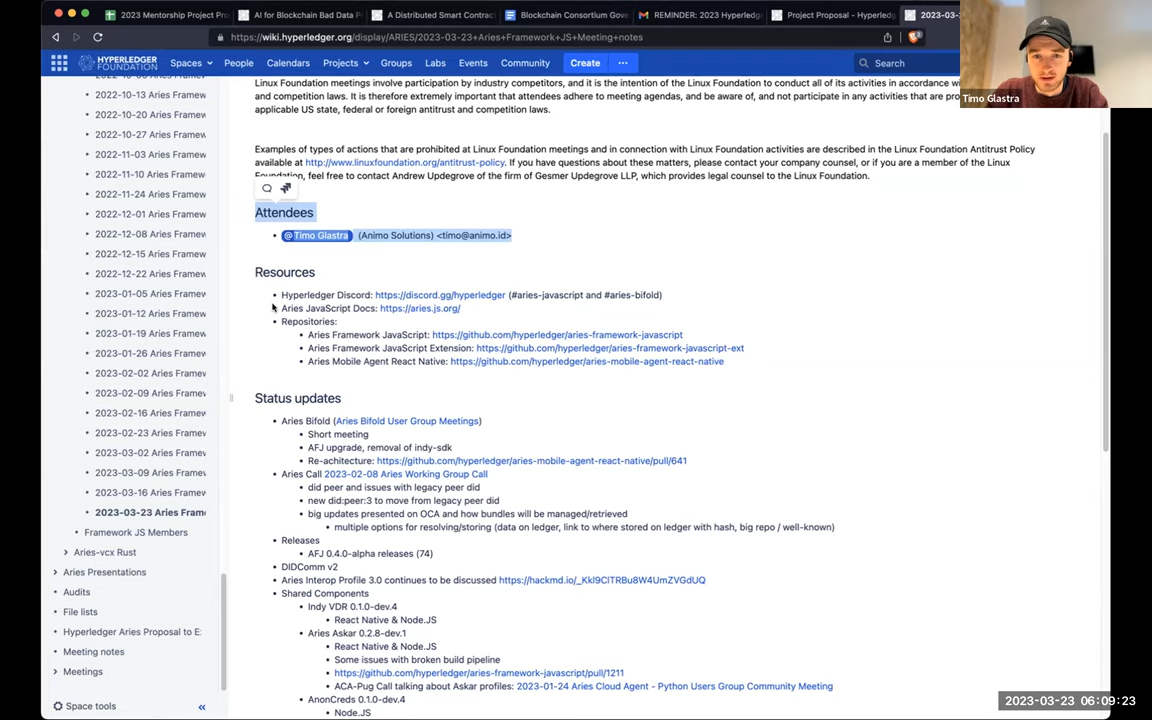 2023 Mentorship Project Pro
AI for Blockchain Bad Data P
A Distributed Smart Contrac
Blockchain Consortium Gove
REMINDER: 2023 Hyperledg
Project Proposal - Hyperledg
2023-03-
https://wiki.hyperledger.org/display/ARIES/2023-03-23+Aries+Framework+JS+Meeting+notes
HYPERLEDGER FOUNDATION
Spaces
People
Calendars
Projects
Groups
Labs
Events
Community
Create
Search
Timo Glastra
2022-10-13 Aries Framew
2022-10-20 Aries Framew
2022-10-27 Aries Framew
2022-11-03 Aries Framew
2022-11-10 Aries Framew
2022-11-24 Aries Framew
2022-12-01 Aries Framew
2022-12-08 Aries Framew
2022-12-15 Aries Framew
2022-12-22 Aries Framew
2023-01-05 Aries Framew
2023-01-12 Aries Framew
2023-01-19 Aries Framew
2023-01-26 Aries Framew
2023-02-02 Aries Framew
2023-02-09 Aries Framew
2023-02-16 Aries Framew
2023-02-23 Aries Framew
2023-03-02 Aries Framew
2023-03-09 Aries Framew
2023-03-16 Aries Framew
2023-03-23 Aries Frame
Framework JS Members
Aries-vcx Rust
Aries Presentations
Audits
File lists
Hyperledger Aries Proposal to E
Meeting notes
Meetings
Space tools
Linux Foundation meetings involve participation by industry competitors, and it is the intention of the Linux Foundation to conduct all of its activities in accordance w
and competition laws. It is therefore extremely important that attendees adhere to meeting agendas, and be aware of, and not participate in any activities that are pro
applicable US state, federal or foreign antitrust and competition laws.
Examples of types of actions that are prohibited at Linux Foundation meetings and in connection with Linux Foundation activities are described in the Linux Foundation Antitrust Policy
available at http://www.linuxfoundation.org/antitrust-policy. If you have questions about these matters, please contact your company counsel, or if you are a member of the Linux
Foundation, feel free to contact Andrew Updegrove of the firm of Gesmer Updegrove LLP, which provides legal counsel to the Linux Foundation.
Attendees
@Timo Glastra (Animo Solutions) <timo@animo.id>
Resources
Hyperledger Discord: https://discord.gg/hyperledger (#aries-javascript and #aries-bifold)
Aries JavaScript Docs: https://aries.js.org/
Repositories:
Aries Framework JavaScript: https://github.com/hyperledger/aries-framework-javascript
Aries Framework JavaScript Extension: https://github.com/hyperledger/aries-framework-javascript-ext
Aries Mobile Agent React Native: https://github.com/hyperledger/aries-mobile-agent-react-native
Status updates
Aries Bifold (Aries Bifold User Group Meetings)
Short meeting
AFJ upgrade, removal of indy-sdk
Re-achitecture: https://github.com/hyperledger/aries-mobile-agent-react-native/pull/641
Aries Call 2023-02-08 Aries Working Group Call
did peer and issues with legacy peer did
new did:peer:3 to move from legacy peer did
big updates presented on OCA and how bundles will be managed/retrieved
multiple options for resolving/storing (data on ledger, link to where stored on ledger with hash, big repo / well-known)
Releases
AFJ 0.4.0-alpha releases (74)
DIDComm v2
Aries Interop Profile 3.0 continues to be discussed https://hackmd.io/_Kkl9ClTRBu8W4UmZVGdUQ
Shared Components
Indy VDR 0.1.0-dev.4
React Native & Node.JS
Aries Askar 0.2.8-dev.1
React Native & Node.JS
Some issues with broken build pipeline
https://github.com/hyperledger/aries-framework-javascript/pull/1211
ACA-Pug Call talking about Askar profiles: 2023-01-24 Aries Cloud Agent - Python Users Group Community Meeting
AnonCreds 0.1.0-dev.4
Node.JS
2023-03-23 06:09:23